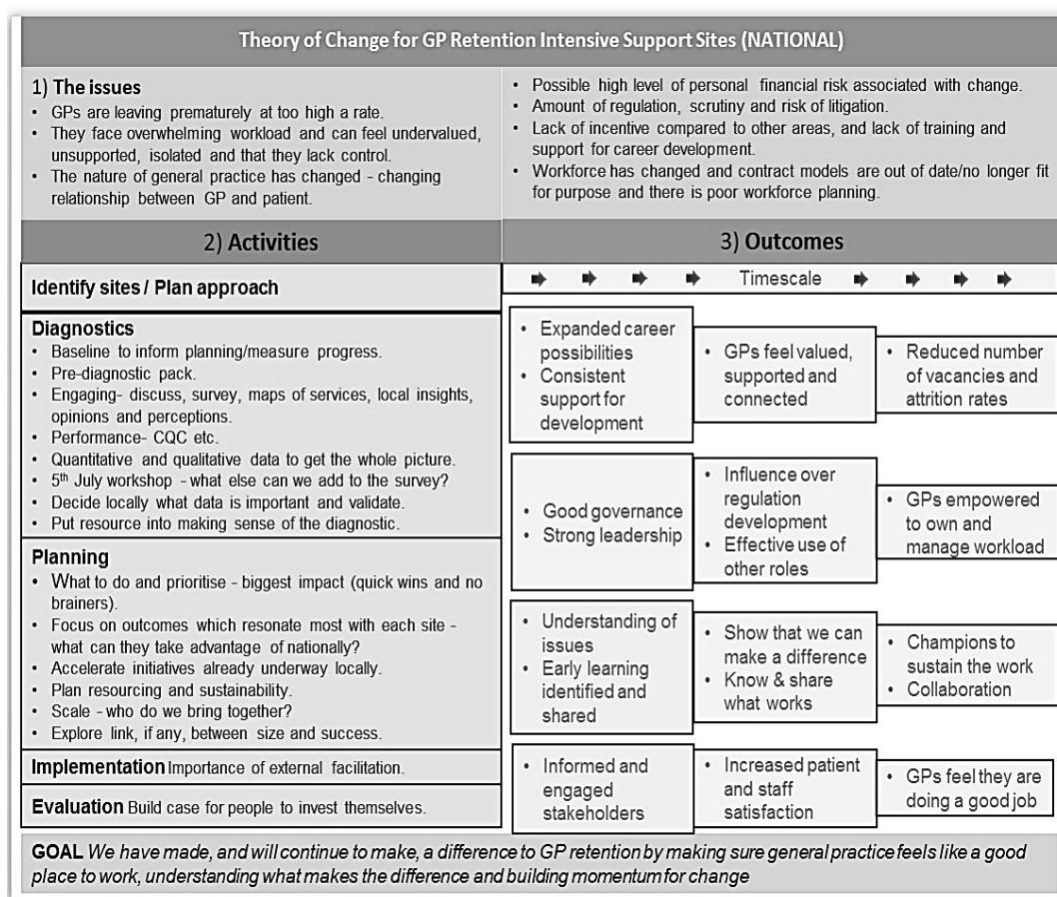 Theory of Change for GP Retention Intensive Support Sites (NATIONAL)
1) The issues
• GPs are leaving prematurely at too high a rate.
• They face overwhelming workload and can feel undervalued,
unsupported, isolated and that they lack control.
• The nature of general practice has changed - changing
relationship between GP and patient.
• Possible high level of personal financial risk associated with change.
• Amount of regulation, scrutiny and risk of litigation.
• Lack of incentive compared to other areas, and lack of training and
support for career development.
• Workforce has changed and contract models are out of date/no longer fit
for purpose and there is poor workforce planning.
2) Activities
Identify sites / Plan approach
Diagnostics
• Baseline to inform planning/measure progress.
• Pre-diagnostic pack.
• Engaging- discuss, survey, maps of services, local insights,
opinions and perceptions.
• Performance- CQC etc.
• Quantitative and qualitative data to get the whole picture.
• 5th July workshop - what else can we add to the survey?
• Decide locally what data is important and validate.
• Put resource into making sense of the diagnostic.
Planning
• What to do and prioritise - biggest impact (quick wins and no
brainers).
• Focus on outcomes which resonate most with each site -
what can they take advantage of nationally?
• Accelerate initiatives already underway locally.
• Plan resourcing and sustainability.
• Scale - who do we bring together?
• Explore link, if any, between size and success.
Implementation Importance of external facilitation.
Evaluation Build case for people to invest themselves.
3) Outcomes
Timescale
• Expanded career
possibilities
• Consistent
support for
development
• GPs feel valued,
supported and
connected
• Reduced number
of vacancies and
attrition rates
• Good governance
• Strong leadership
• Influence over
regulation
development
• Effective use of
other roles
• GPs empowered
to own and
manage workload
• Understanding of
issues
• Early learning
identified and
shared
• Show that we can
make a difference
• Know & share
what works
• Champions to
sustain the work
• Collaboration
• Informed and
engaged
stakeholders
• Increased patient
and staff
satisfaction
• GPs feel they are
doing a good job
GOAL We have made, and will continue to make, a difference to GP retention by making sure general practice feels like a good
place to work, understanding what makes the difference and building momentum for change